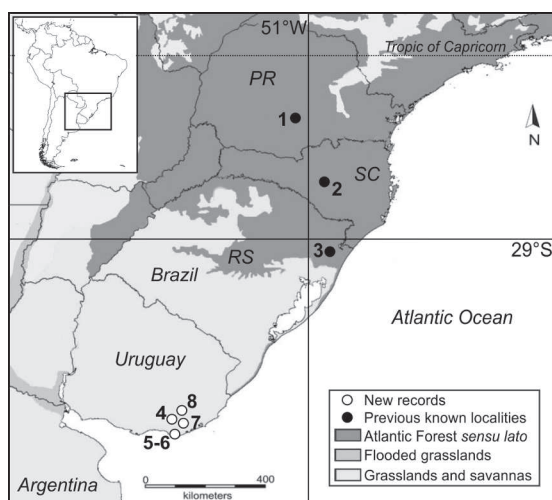 51°W
Tropic of Capricorn
PR
1
N
2
SC
29°S
3
RS
Brazil
Atlantic Ocean
Uruguay
8
4
7
5-6
New records
Previous known localities
Atlantic Forest sensu lato
Flooded grasslands
Grasslands and savannas
0 400
kilometers
Argentina